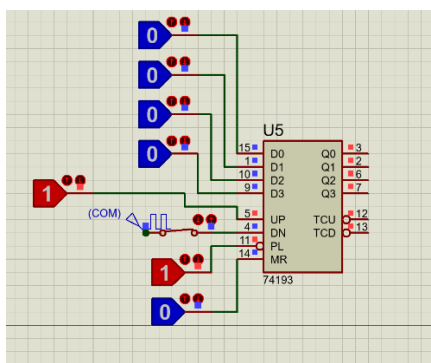 0
0
0
0
U5
15 D0 Q0 3
1 D1 Q1 2
10 D2 Q2 6
9 D3 Q3 7
1
(COM)
5 UP TCU 12
4 DN TCD 13
11 PL
1
14 MR
0
74193